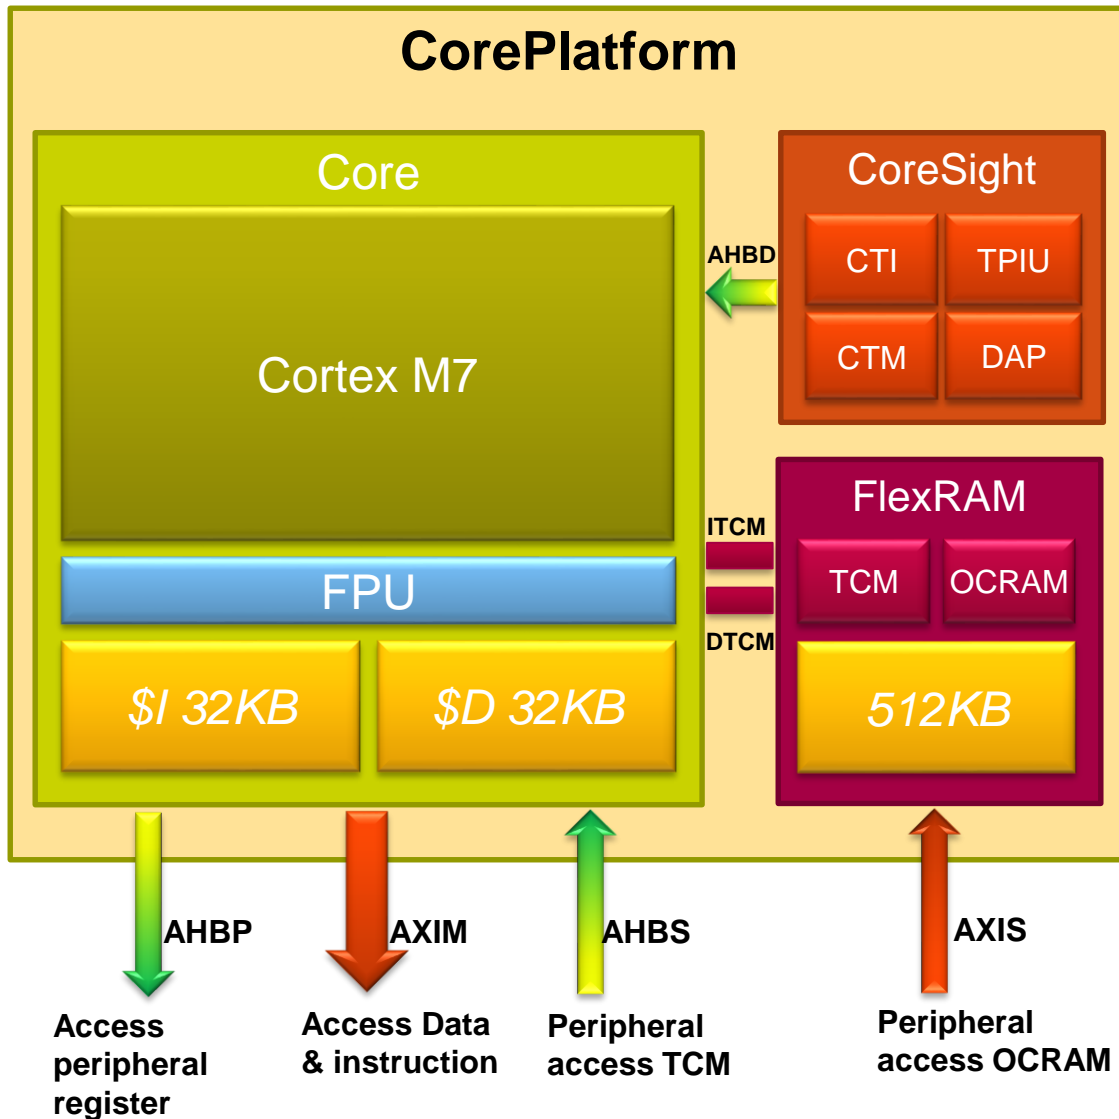 CorePlatform
Core
Cortex M7
FPU
$I 32KB
$D 32KB
AHBD
CoreSight
CTI
TPIU
CTM
DAP
ITCM
DTCM
FlexRAM
TCM
OCRAM
512KB
AHBP
AXIM
AHBS
AXIS
Access
peripheral
register
Access Data
& instruction
Peripheral
access TCM
Peripheral
access OCRAM